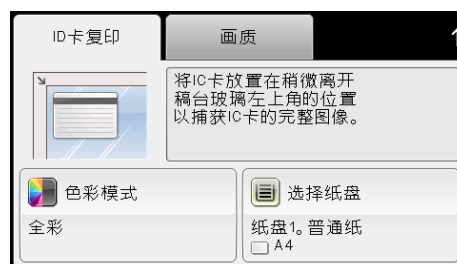 ID卡复印
画质
将IC卡放置在稍微离开
稿台玻璃左上角的位置
以捕获IC卡的完整图像。
色彩模式
选择纸盘
全彩
纸盘1。普通纸
A4